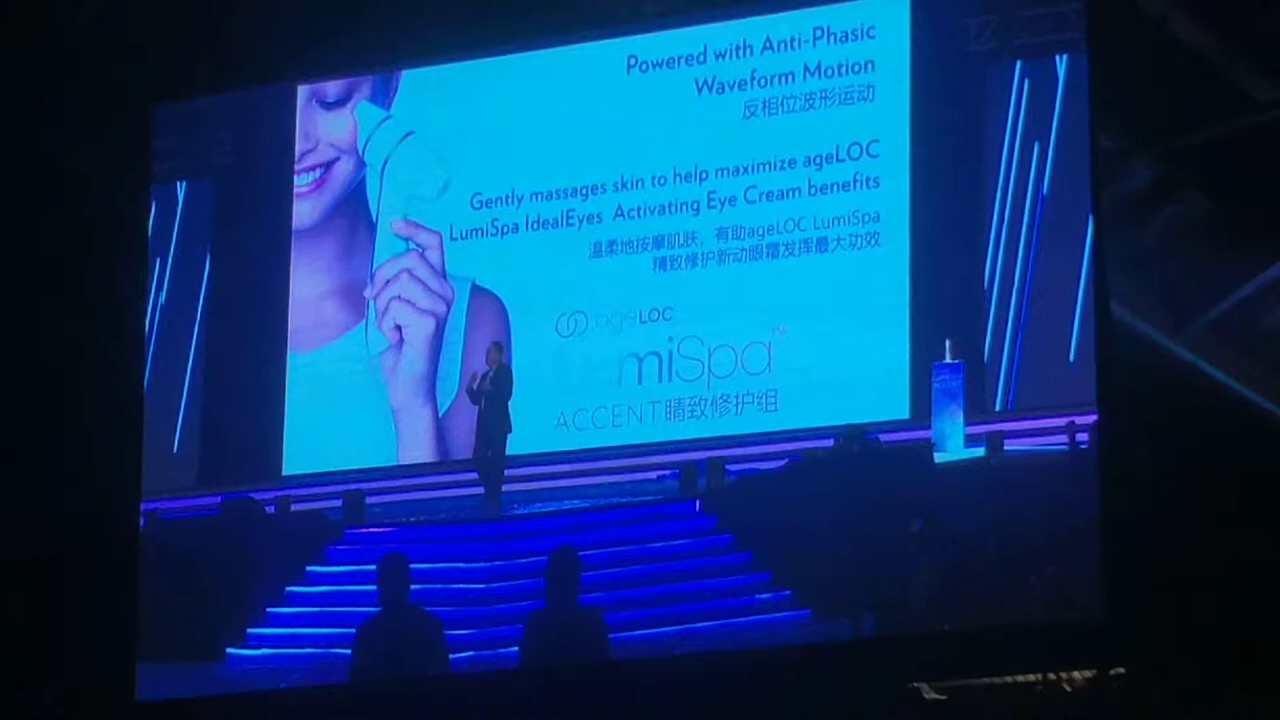 Powered with Anti-Phasic
Waveform Motion
反相位波形运动
Gently massages skin to help maximize ageLOC
LumiSpa IdealEyes Activating Eye Cream benefits
温柔地按摩肌肤，有助ageLOC LumiSpa
精致修护新动眼霜发挥最大功效
ageLOC
miSpa™
ACCENT睛致修护组